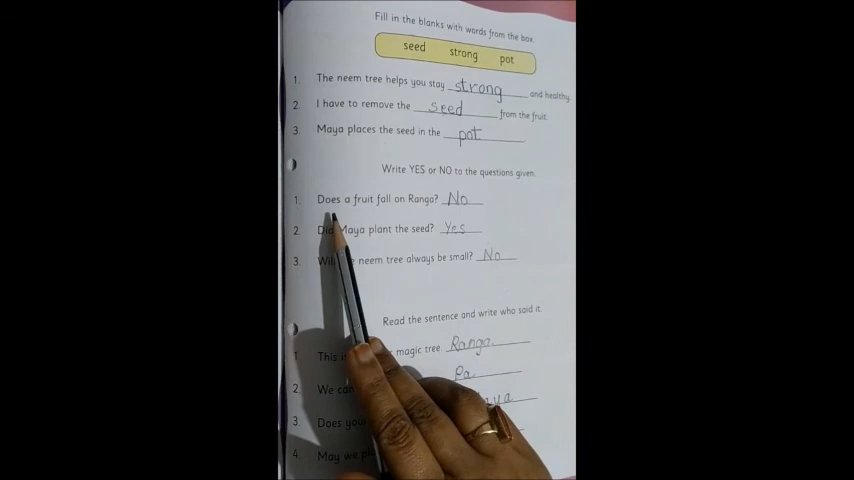 Fill in the blanks with words from the box.
seed strong pot
1. The neem tree helps you stay strong and healthy.
2. I have to remove the seed from the fruit.
3. Maya places the seed in the pot
Write YES or NO to the questions given.
1. Does a fruit fall on Ranga? No
2. Did Maya plant the seed? Yes
3. neem tree always be small? No
Read the sentence and write who said it.
1 This magic tree. Ranga
2. We Pa
3. Does
4. May we